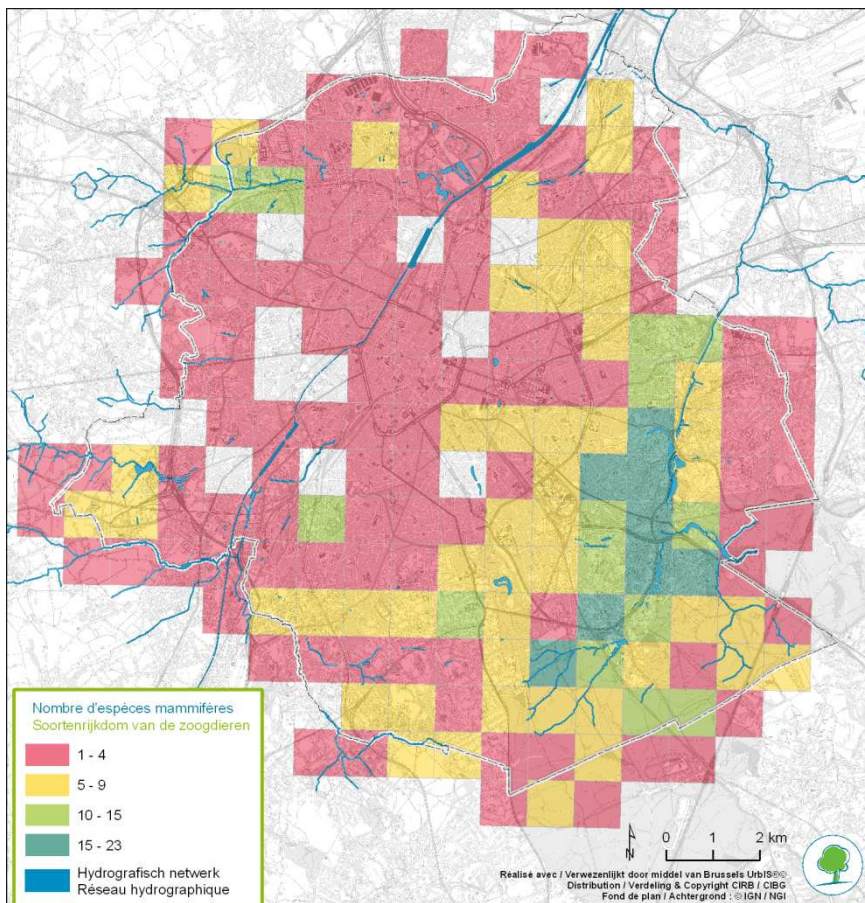 Nombre d'espéces mammiféres
Soortenrijkdom van de zoogdieren
1 - 4
5 - 9
10 - 15
15 - 23
Hydrografisch netwerk
Réseau hydrographique
N
0 1 2 km
Réalisé avec / Verwezenlijkt door middel van Brussels UrbIS®©
Distribution / Verdeling & Copyright CIRB / CIBG
Fond de plan / Achtergrond : © IGN / NGI